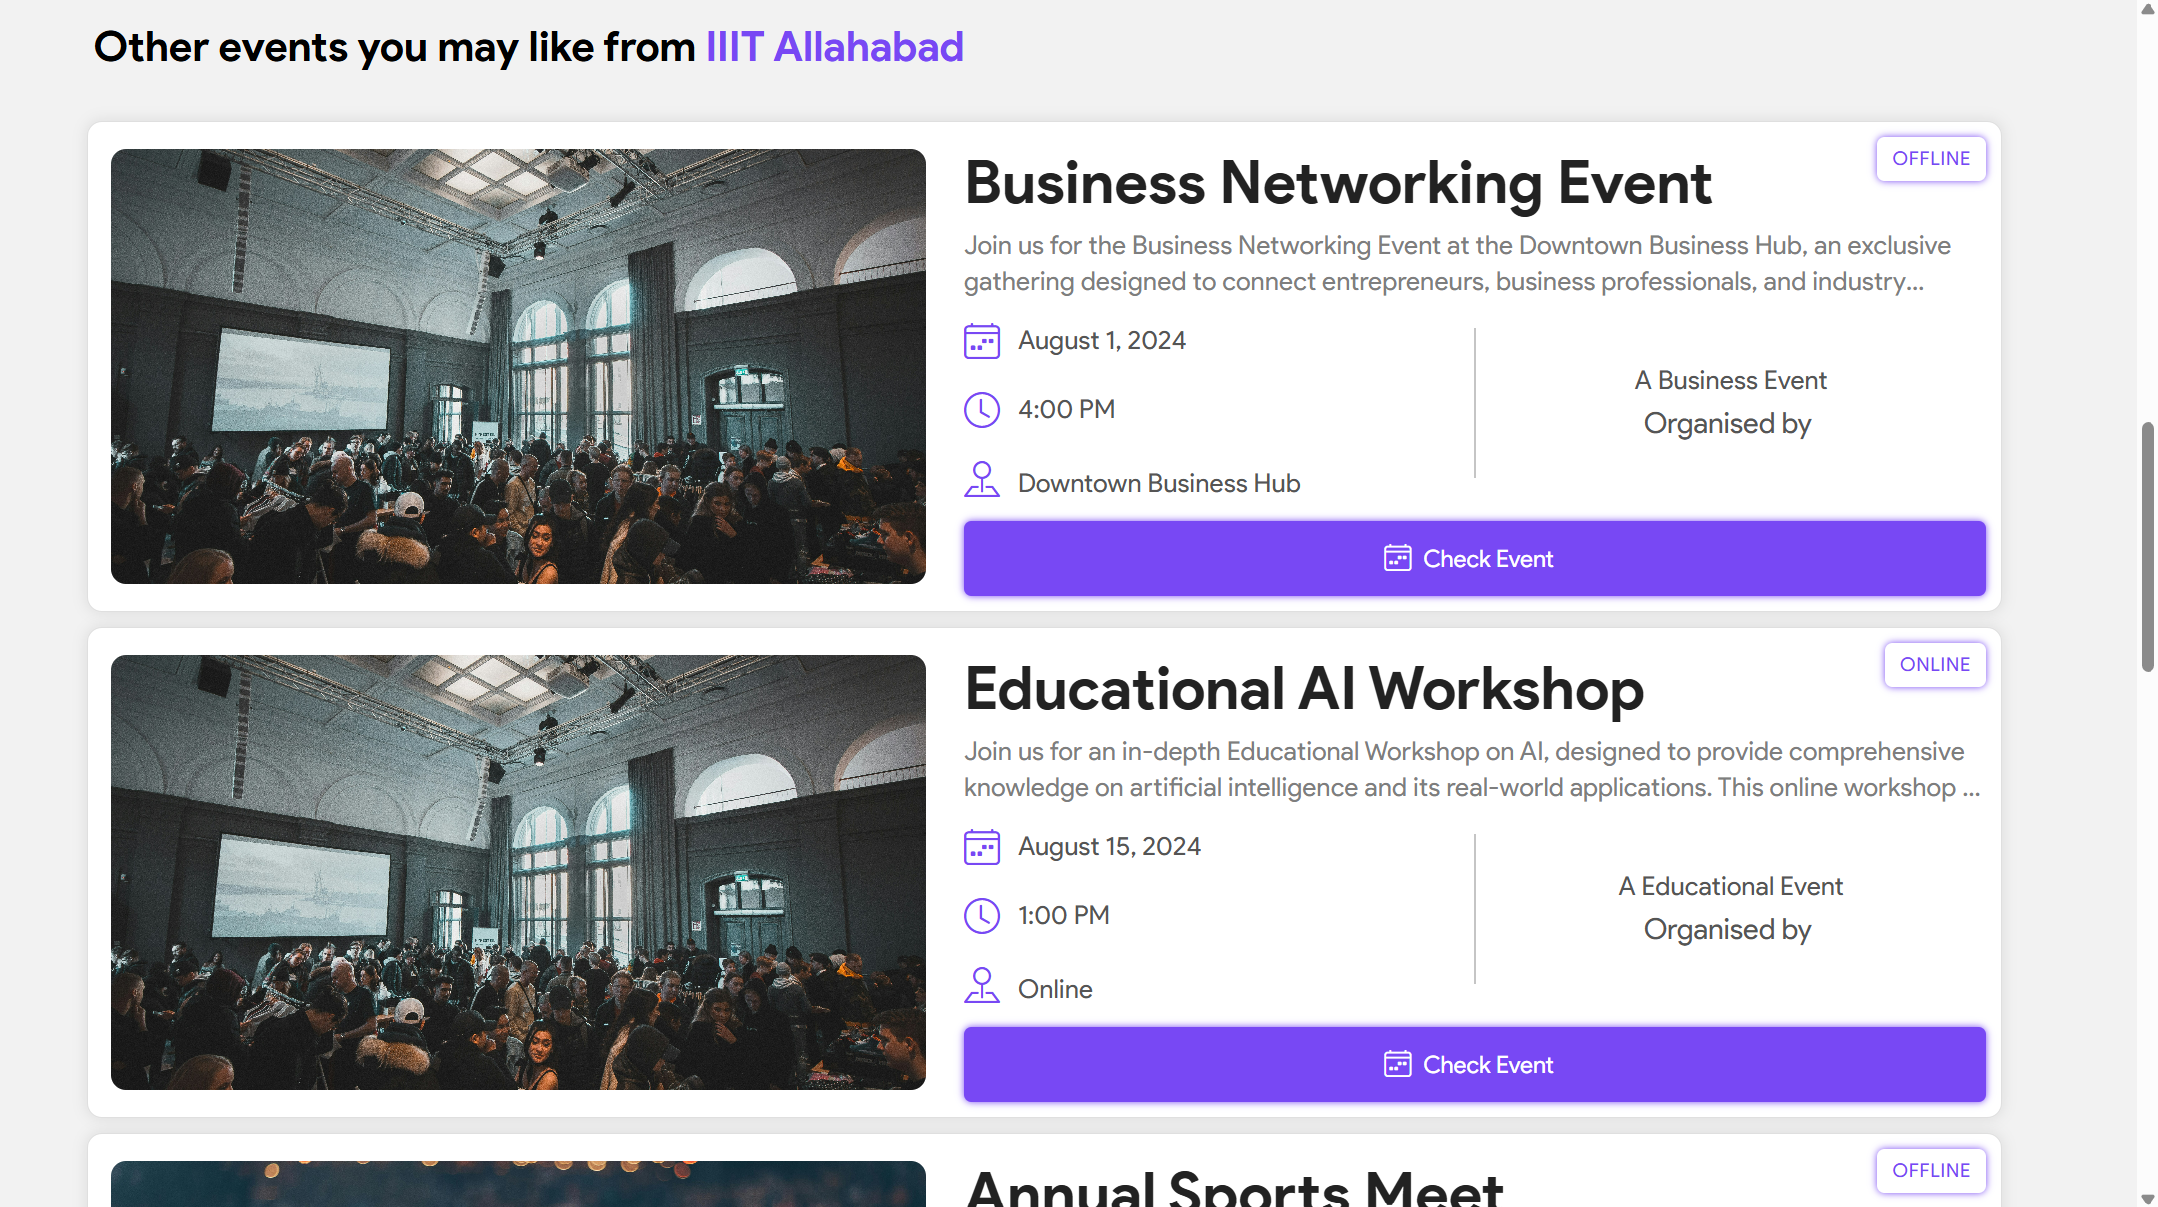 Other events you may like from IIIT Allahabad
OFFLINE
Business Networking Event
Join us for the Business Networking Event at the Downtown Business Hub, an exclusive
gathering designed to connect entrepreneurs, business professionals, and industry...
August 1, 2024
4:00 PM
Downtown Business Hub
A Business Event
Organised by
Check Event
ONLINE
Educational AI Workshop
Join us for an in-depth Educational Workshop on AI, designed to provide comprehensive
knowledge on artificial intelligence and its real-world applications. This online workshop ...
August 15, 2024
1:00 PM
Online
A Educational Event
Organised by
Check Event
OFFLINE
Annual Sports Meet